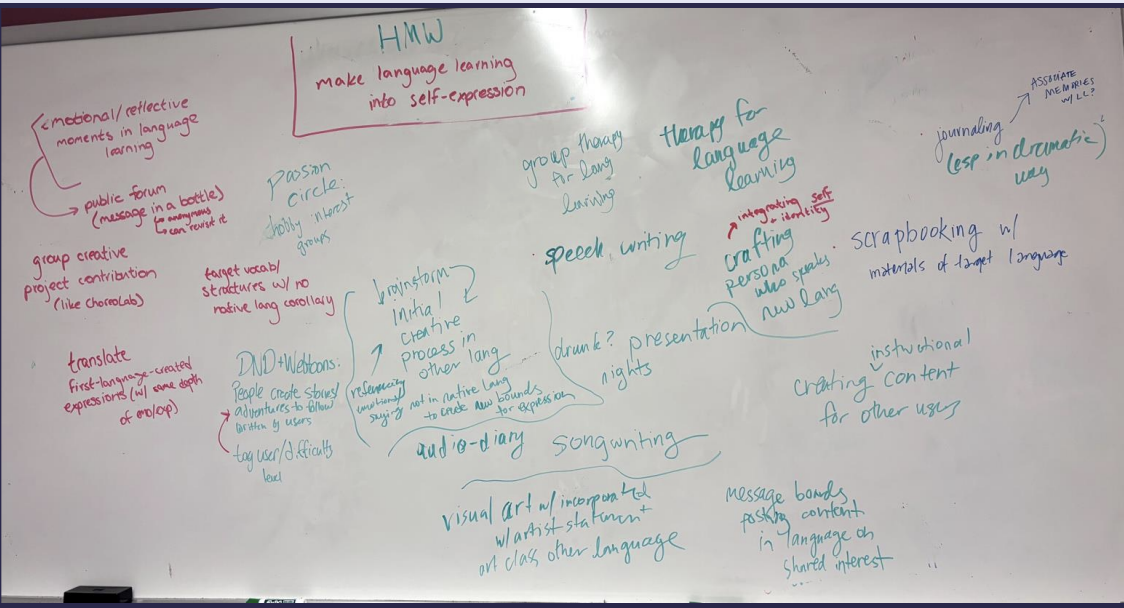 HMW
make language learning
into self-expression
emotional/reflective
moments in language
learning
public forum
(message in a bottle)
↳ anonymous
↳ can revisit it
group creative
project contribution
(like ChoreoLab)
target vocab/
structures w/ no
native lang corollary
translate
first-language-created
expressions (w/ same depth
of emo/exp)
Passion
circle:
hobby interest
groups
DND + Webtoons:
People create stories/
adventures to follow
written by users
tag user/difficulty
level
brainstorm
initial
creative
process in
other lang
referencing
emotional
saying not in native lang
to create new bounds
for expression
group therapy
for lang
learning
therapy for
language
learning
speech writing
integrating self
+ identity
crafting
persona
who speaks
new lang
drunk? presentation
nights
audio-diary songwriting
visual art w/ incorporated
w/ artist statement
art class other language
journaling
ASSOCIATE
MEMORIES
W/ LL?
(esp in dramatic)
way
scrapbooking w/
materials of target language
instructional
creating content
for other users
message boards
posting content
in language on
shared interest